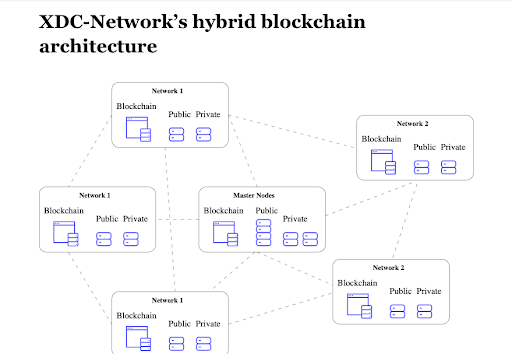 XDC-Network’s hybrid blockchain
architecture
Network 1
Blockchain
Public Private
Network 2
Blockchain
Public Private
Network 1
Blockchain
Public Private
Master Nodes
Blockchain Public
Private
Network 2
Blockchain
Public Private
Network 1
Blockchain
Public Private